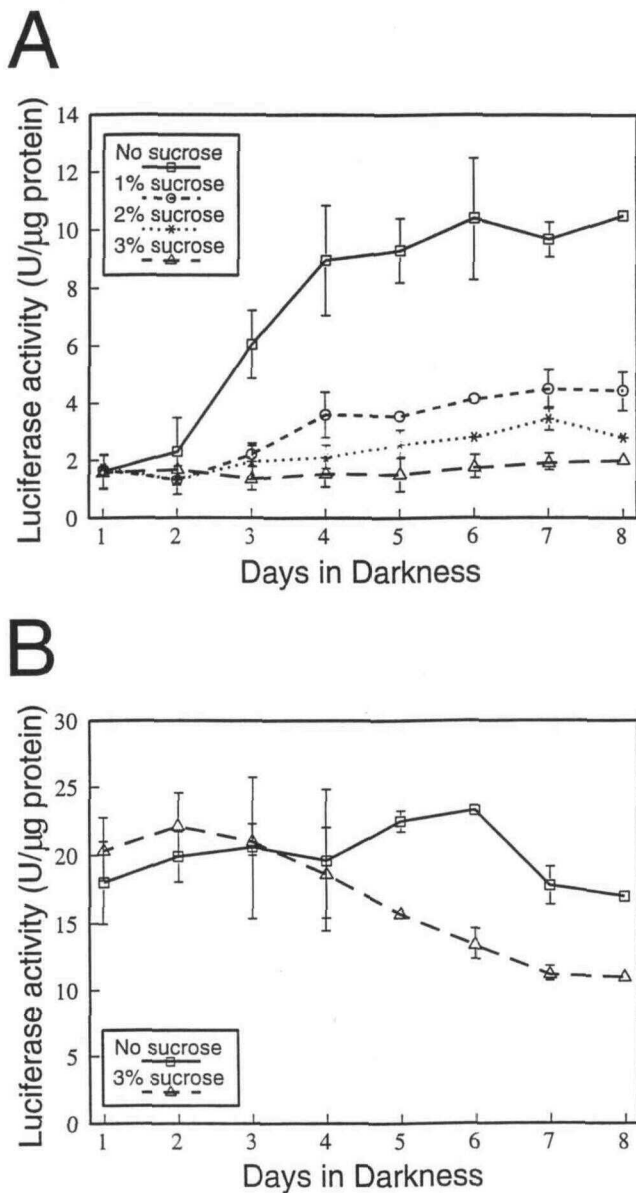 A
Luciferase activity (U/µg protein)
14
12
10
8
6
4
2
0
No sucrose
1% sucrose
2% sucrose
3% sucrose
1 2 3 4 5 6 7 8
Days in Darkness
B
Luciferase activity (U/µg protein)
30
25
20
15
10
5
0
No sucrose
3% sucrose
1 2 3 4 5 6 7 8
Days in Darkness